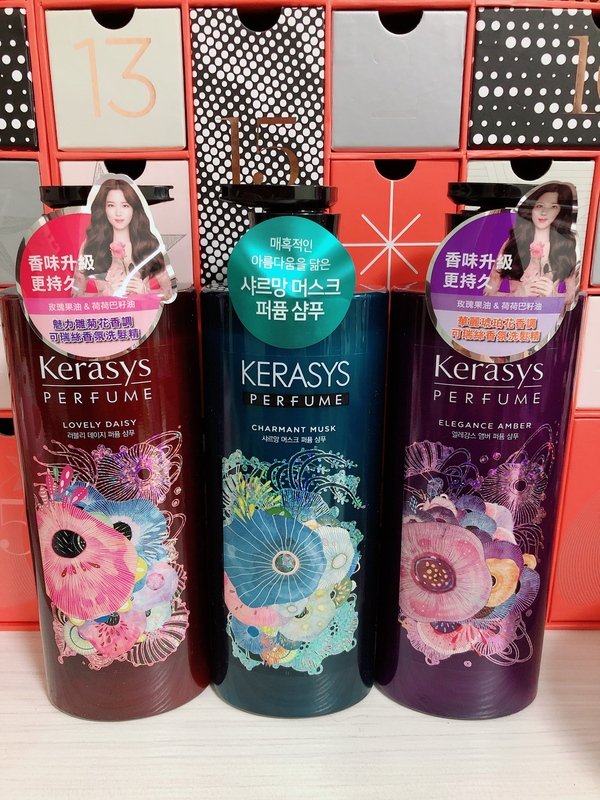 13
15
香味升級
更持久
玫瑰果油 & 荷荷巴籽油
魅力雛菊花香調
可瑞絲香氛洗髮精
Kerasys
PERFUME
LOVELY DAISY
러블리 데이지 퍼퓸 샴푸
매혹적인
아름다움을 닮은
샤르망 머스크
퍼퓸 샴푸
KERASYS
PERFUME
CHARMANT MUSK
샤르망 머스크 퍼퓸 샴푸
香味升級
更持久
玫瑰果油 & 荷荷巴籽油
華麗琥珀花香調
可瑞絲香氛洗髮精
Kerasys
PERFUME
ELEGANCE AMBER
엘레강스 앰버 퍼퓸 샴푸